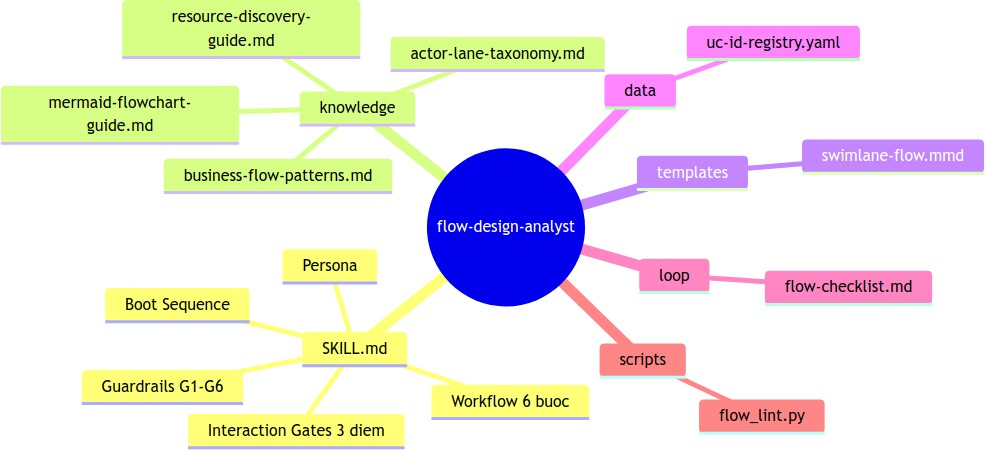 resource-discovery-
guide.md
actor-lane-taxonomy.md
uc-id-registry.yaml
data
mermaid-flowchart-
guide.md
knowledge
business-flow-patterns.md
swimlane-flow.mmd
templates
flow-design-analyst
Persona
loop
flow-checklist.md
Boot Sequence
SKILL.md
scripts
Guardrails G1-G6
Workflow 6 buoc
flow_lint.py
Interaction Gates 3 diem